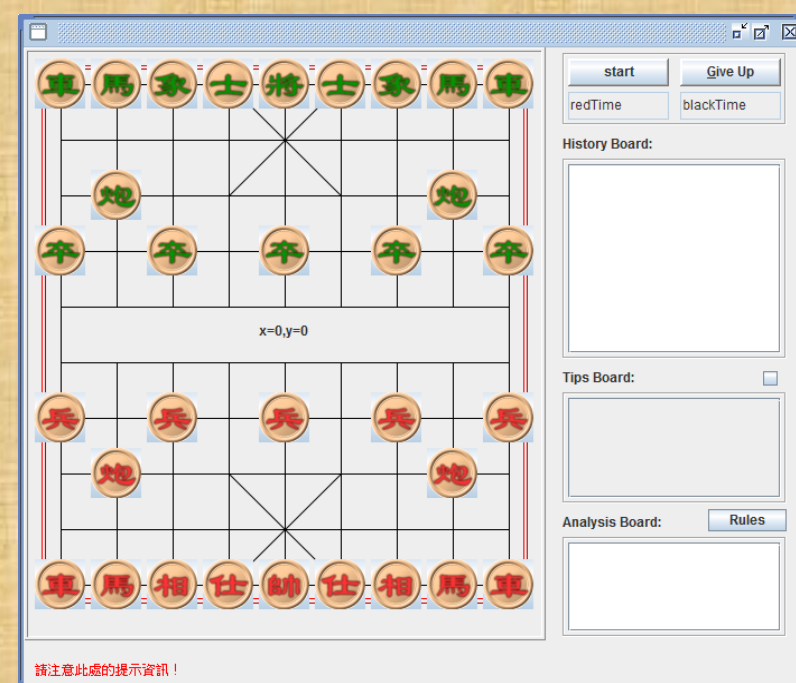 車 馬 象 士 將 士 象 馬 車
炮 炮
卒 卒 卒 卒 卒
x=0,y=0
兵 兵 兵 兵 兵
炮 炮
車 馬 相 仕 帥 仕 相 馬 車
start Give Up
redTime blackTime
History Board:
Tips Board:
Analysis Board: Rules
請注意此處的提示資訊！